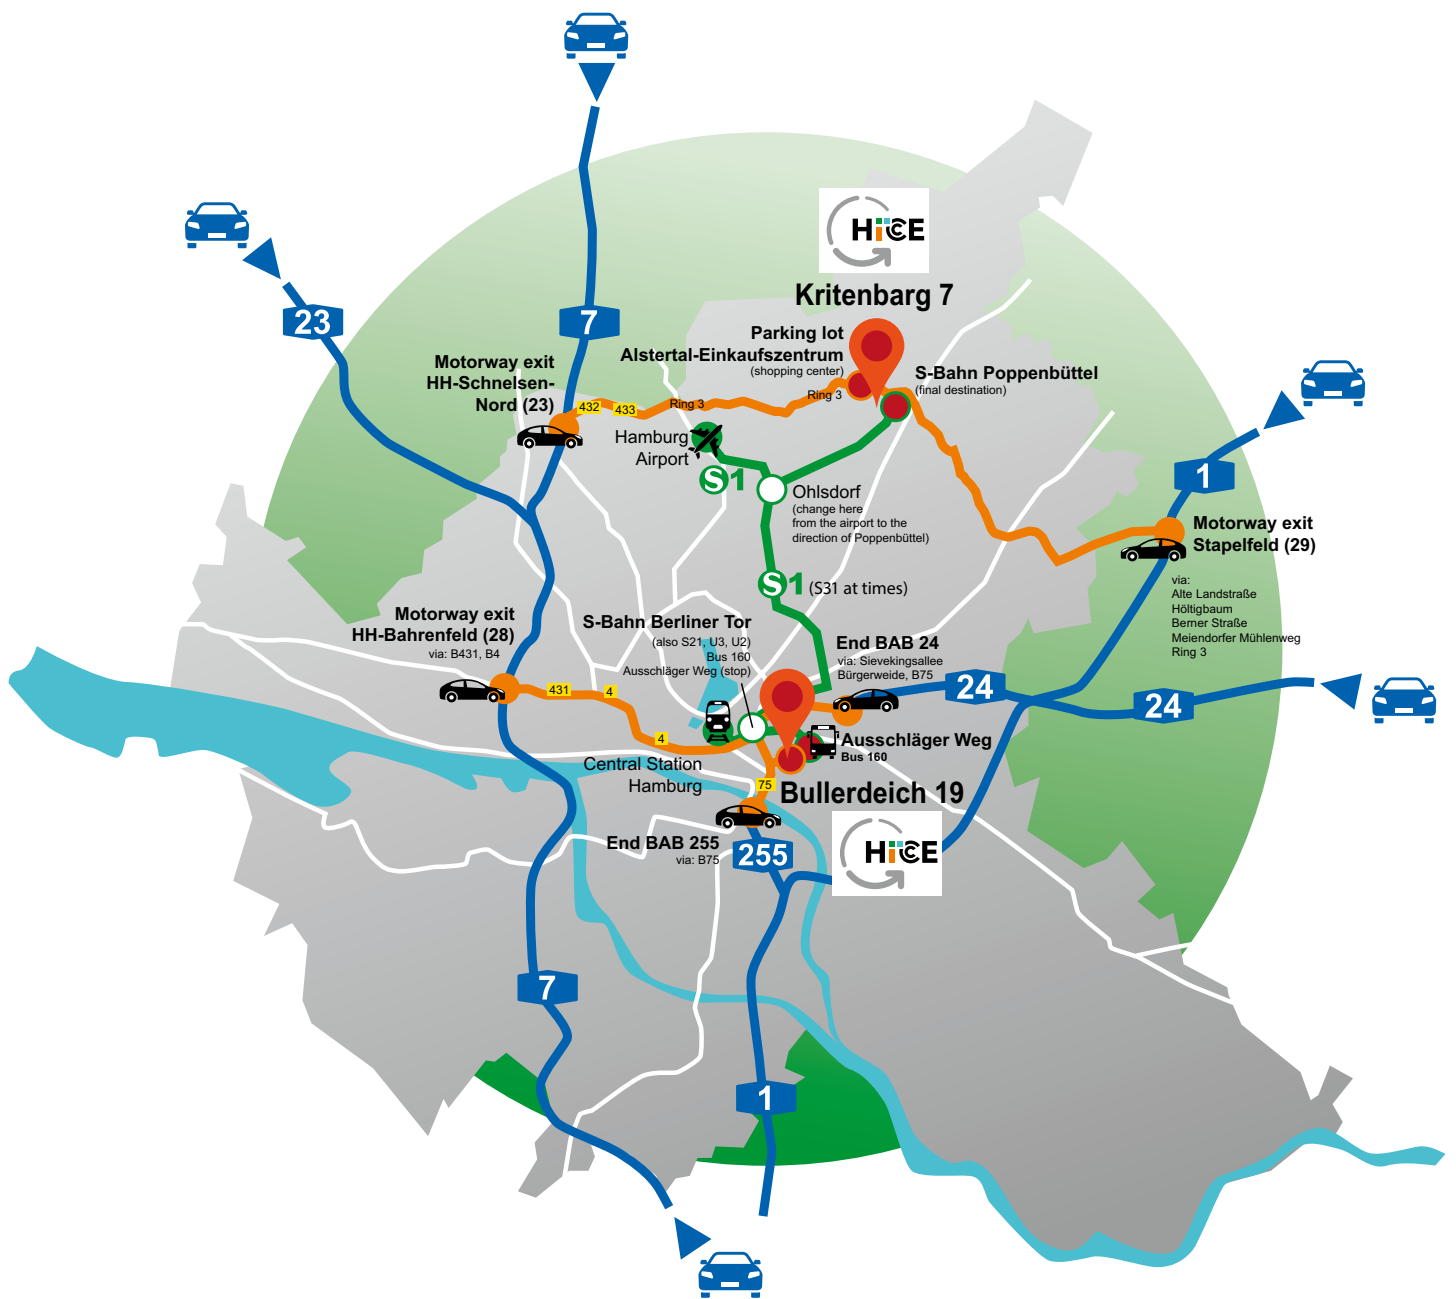 HiCCE
Kritenbarg 7
23
7
Parking lot
Alstertal-Einkaufszentrum
(shopping center)
Ring 3
S-Bahn Poppenbüttel
(final destination)
Motorway exit
HH-Schnelsen-
Nord (23)
432
433
Ring 3
Hamburg
Airport
S1
Ohlsdorf
(change here
from the airport to the
direction of Poppenbüttel)
1
Motorway exit
Stapelfeld (29)
via:
Alte Landstraße
Höltigbaum
Berner Straße
Meiendorfer Mühlenweg
Ring 3
S1 (S31 at times)
Motorway exit
HH-Bahrenfeld (28)
via: B431, B4
S-Bahn Berliner Tor
(also S21, U3, U2)
Bus 160
Ausschläger Weg (stop)
End BAB 24
via: Sievekingsallee
Bürgerweide, B75
24
24
431
4
4
Central Station
Hamburg
Ausschläger Weg
Bus 160
75
Bullerdeich 19
HiCCE
End BAB 255
via: B75
255
7
1